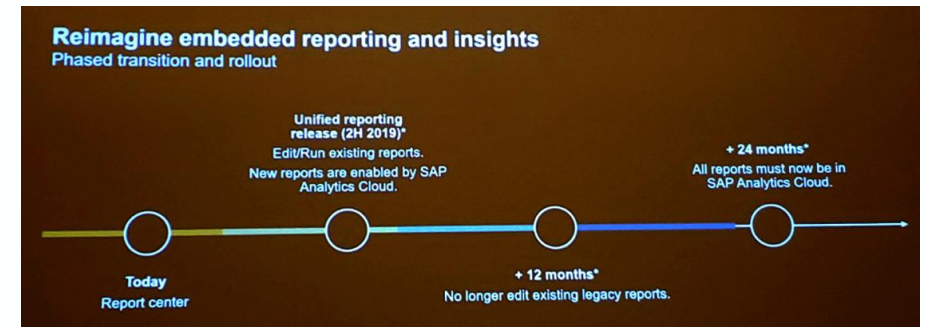 Reimagine embedded reporting and insights
Phased transition and rollout
Unified reporting
release (2H 2019)*
Edit/Run existing reports.
New reports are enabled by SAP
Analytics Cloud.
+ 24 months*
All reports must now be in
SAP Analytics Cloud.
Today
Report center
+ 12 months*
No longer edit existing legacy reports.